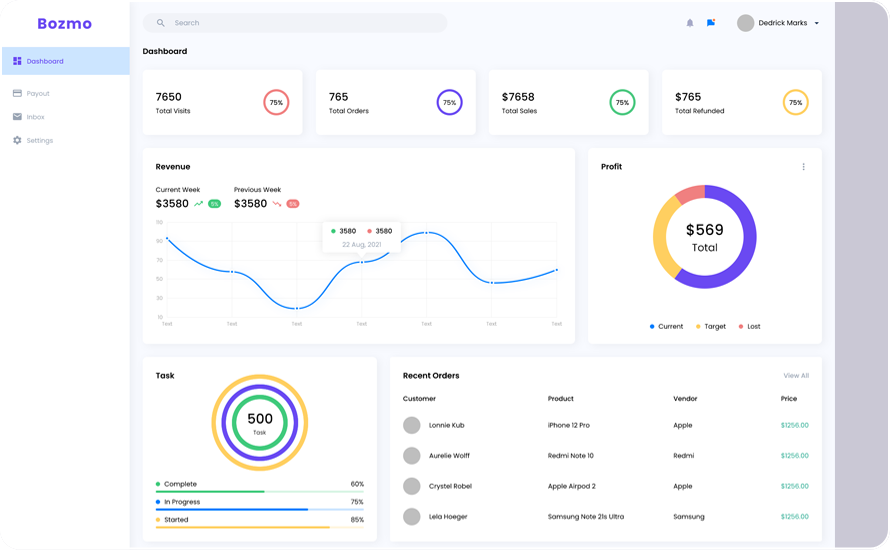 Bozmo
Search
Dedrick Marks
Dashboard
Payout
Inbox
Settings
Dashboard
7650
Total Visits
75%
765
Total Orders
75%
$7658
Total Sales
75%
$765
Total Refunded
75%
Revenue
Current Week
Previous Week
$3580
5%
$3580
5%
110
90
70
50
30
10
3580
3580
22 Aug, 2021
Text
Text
Text
Text
Text
Text
Text
Profit
$569
Total
Current
Target
Lost
Task
500
Task
Complete
60%
In Progress
75%
Started
85%
Recent Orders
View All
Customer Product Vendor Price
Lonnie Kub iPhone 12 Pro Apple $1256.00
Aurelie Wolff Redmi Note 10 Redmi $1256.00
Crystel Robel Apple Airpod 2 Apple $1256.00
Lela Hoeger Samsung Note 21s Ultra Samsung $1256.00